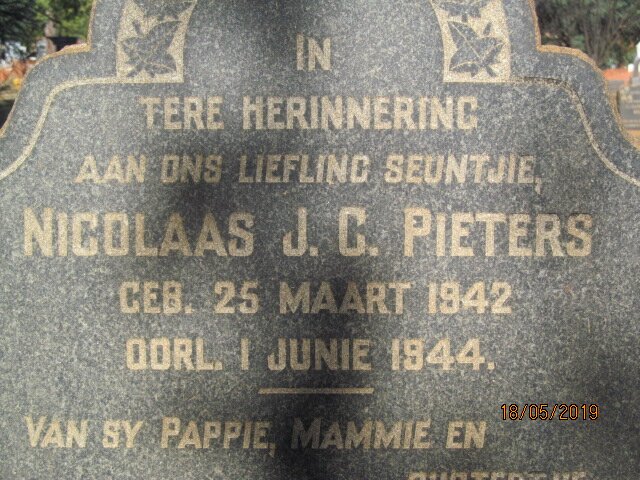 IN
TERE HERINNERING
AAN ONS LIEFLING SEUNTJIE,
NICOLAAS J. C. PIETERS
GEB. 25 MAART 1942
OORL. 1 JUNIE 1944.
VAN SY PAPPIE, MAMMIE EN
18/05/2019